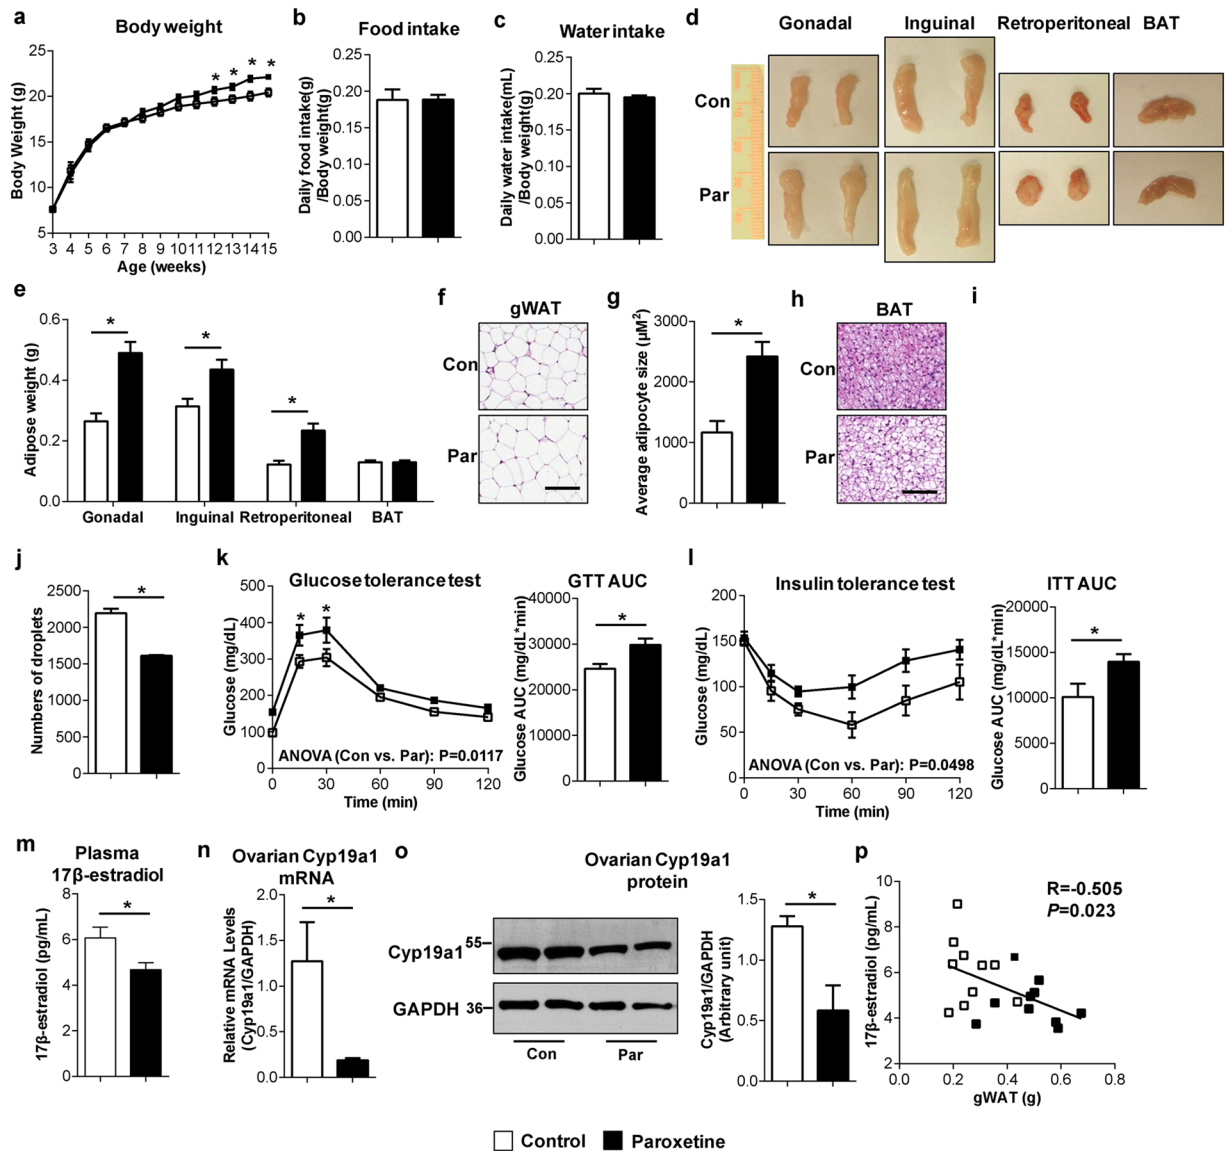 a
Body weight
Body Weight (g)
25
20
15
10
5
* * * *
3 4 5 6 7 8 9 10 11 12 13 14 15
Age (weeks)
b
Food intake
Daily food intake(g)
/Body weight(g)
0.25
0.20
0.15
0.10
0.05
0.00
c
Water intake
Daily water intake(mL)
/Body weight(g)
0.25
0.20
0.15
0.10
0.05
0.00
d
Gonadal Inguinal Retroperitoneal BAT
Con
Par
e
Adipose weight (g)
0.6
0.4
0.2
0.0
* * *
Gonadal Inguinal Retroperitoneal BAT
f
gWAT
Con
Par
g
Average adipocyte size (µM²)
3000
2000
1000
0
*
h
BAT
Con
Par
i
j
Numbers of droplets
2500
2000
1500
1000
500
0
*
k
Glucose tolerance test
Glucose (mg/dL)
500
400
300
200
100
0
* *
ANOVA (Con vs. Par): P=0.0117
0 30 60 90 120
Time (min)
GTT AUC
Glucose AUC (mg/dL*min)
40000
30000
20000
10000
0
*
l
Insulin tolerance test
Glucose (mg/dL)
200
150
100
50
0
ANOVA (Con vs. Par): P=0.0498
0 30 60 90 120
Time (min)
ITT AUC
Glucose AUC (mg/dL*min)
20000
15000
10000
5000
0
*
m
Plasma
17β-estradiol
17β-estradiol (pg/mL)
8
6
4
2
0
*
n
Ovarian Cyp19a1
mRNA
Relative mRNA Levels
(Cyp19a1/GAPDH)
2.0
1.5
1.0
0.5
0.0
*
o
Ovarian Cyp19a1
protein
Cyp19a1 55
GAPDH 36
Con Par
Cyp19a1/GAPDH
(Arbitrary unit)
1.5
1.0
0.5
0.0
*
p
17β-estradiol (pg/mL)
10
8
6
4
2
R=-0.505
P=0.023
0.0 0.2 0.4 0.6 0.8
gWAT (g)
Control Paroxetine